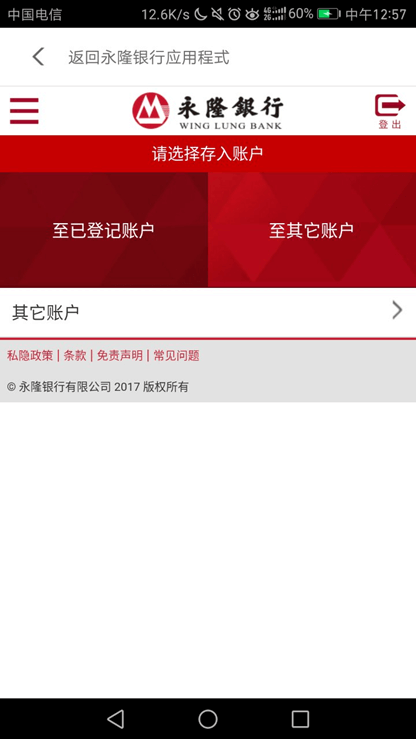 中国电信 12.6K/s 4G 2G 60% 中午12:57
返回永隆银行应用程式
永隆銀行
WING LUNG BANK
登出
请选择存入账户
至已登记账户 至其它账户
其它账户
私隐政策 | 条款 | 免责声明 | 常见问题
© 永隆银行有限公司 2017 版权所有